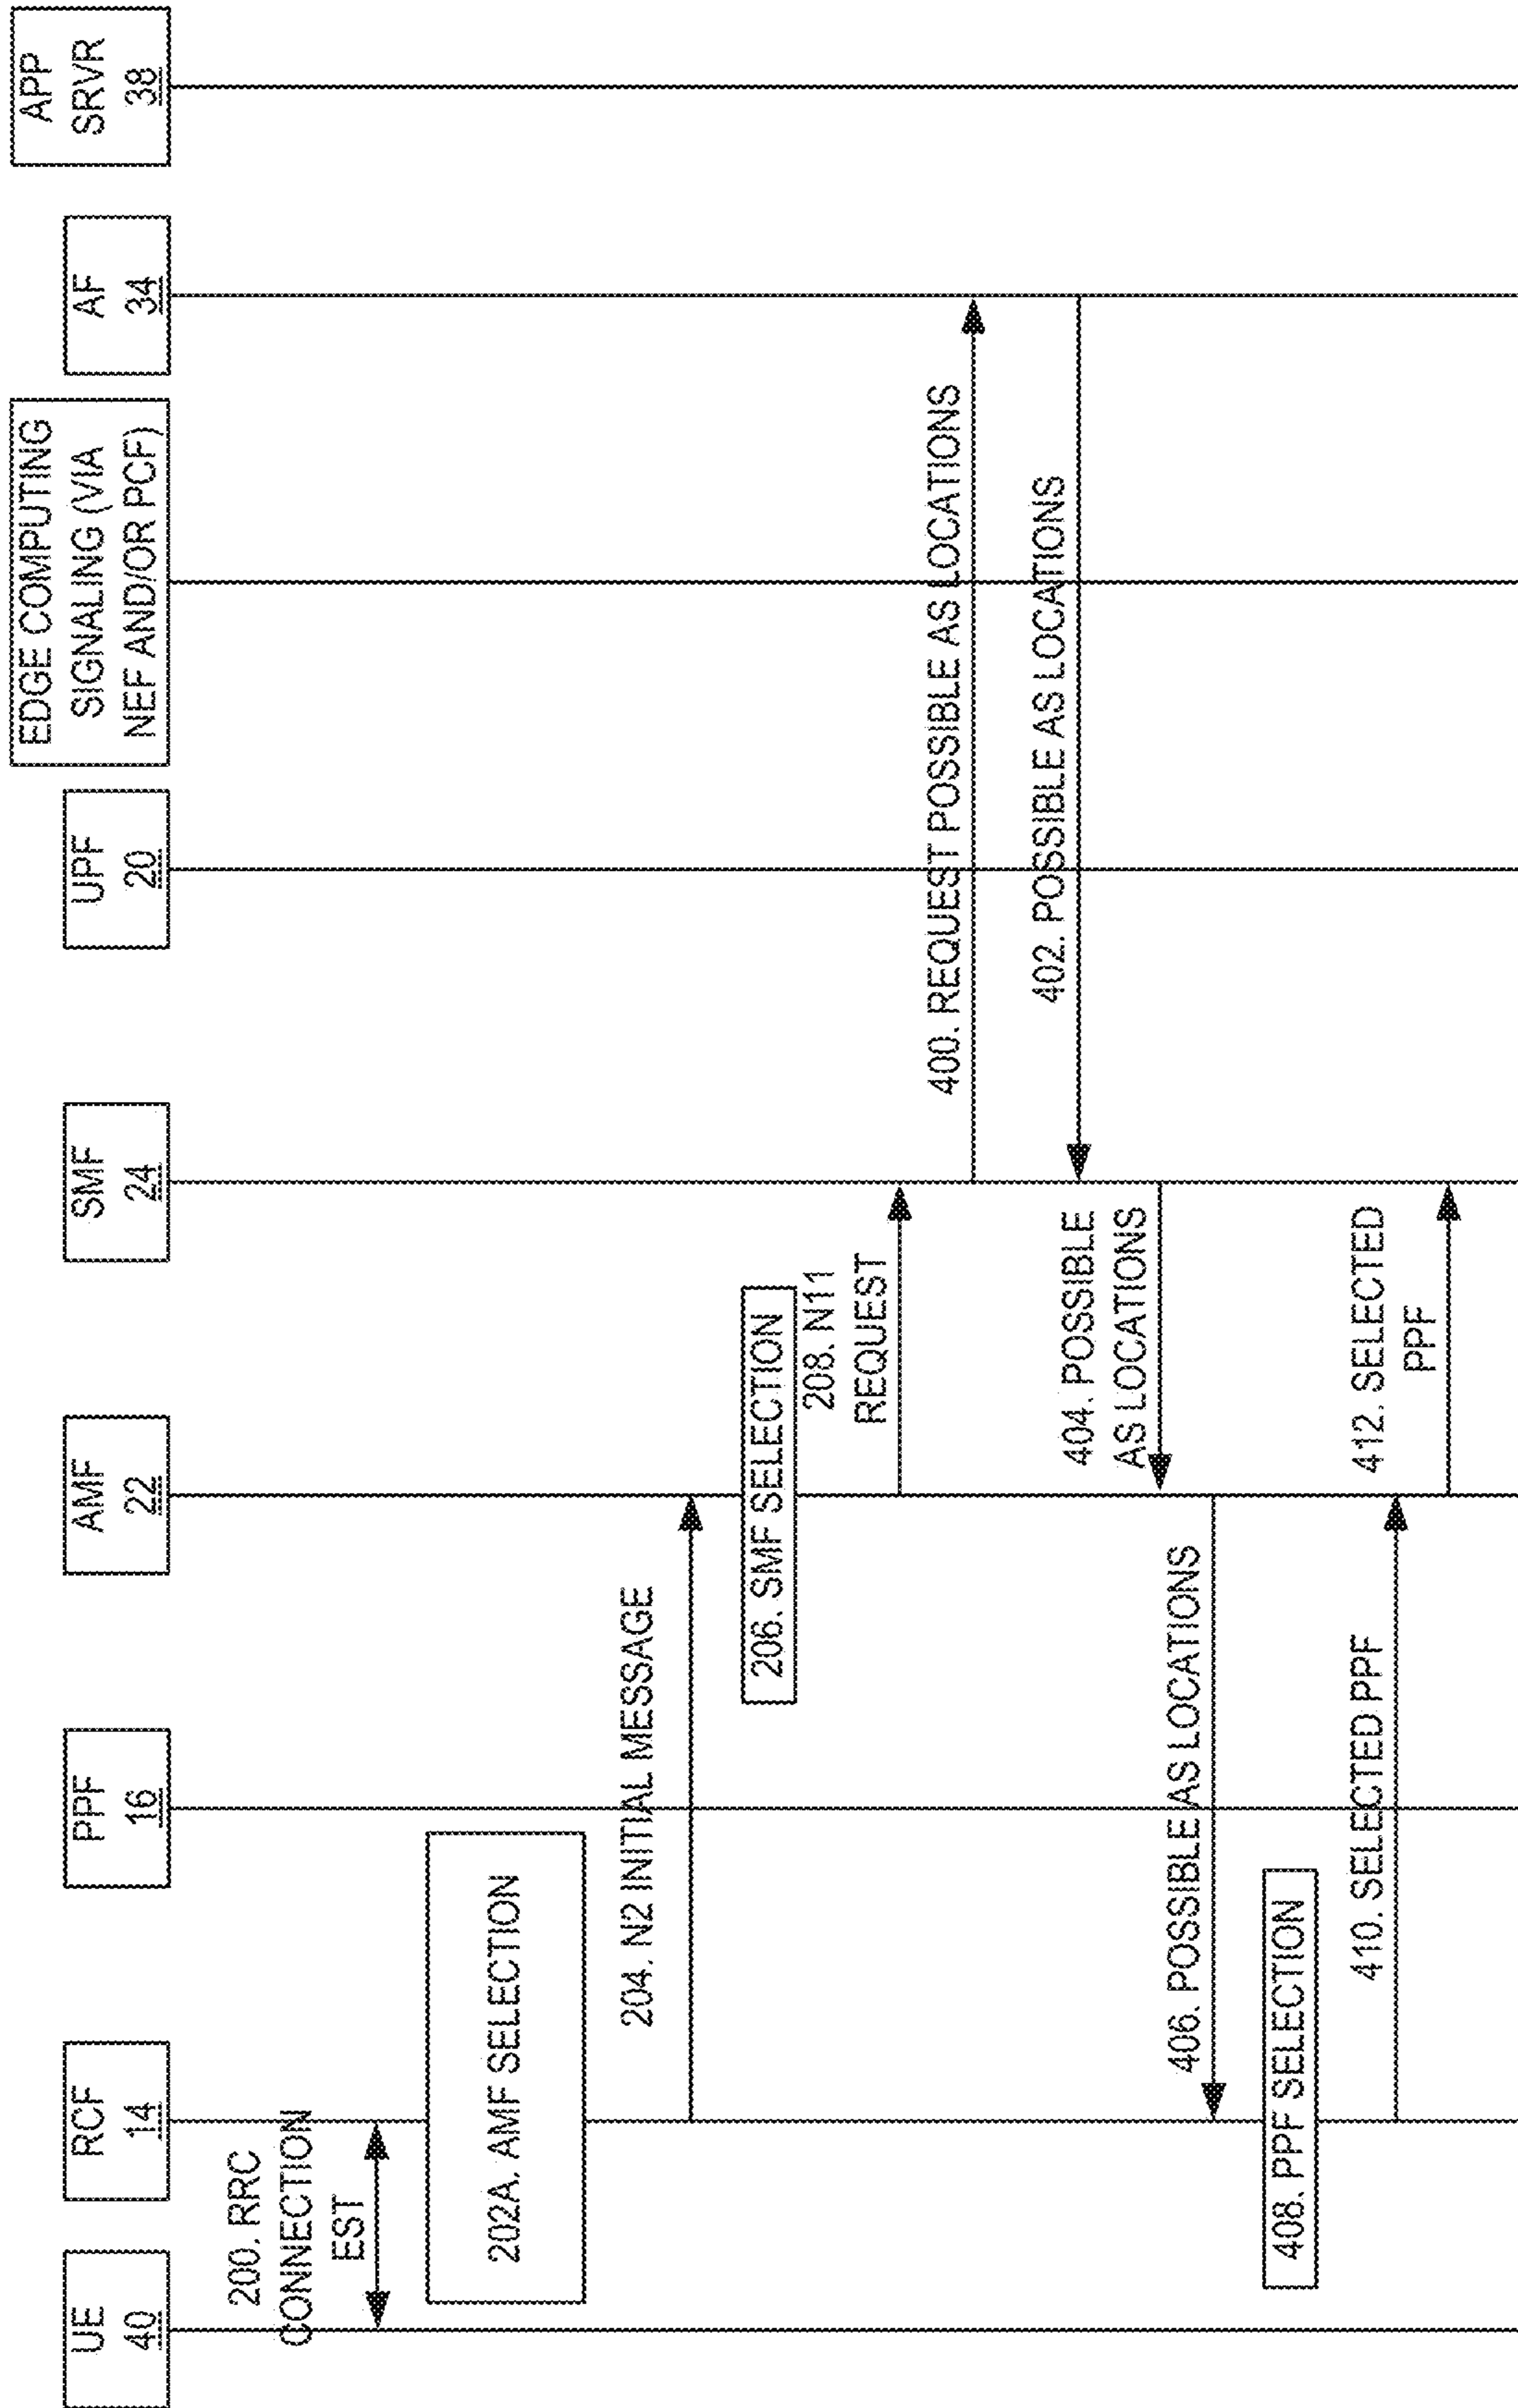 UE
40
RCF
14
PPF
16
AMF
22
SMF
24
UPF
20
EDGE COMPUTING
SIGNALING (VIA
NEF AND/OR PCF)
AF
34
APP
SRVR
38
200. RRC
CONNECTION
EST
202A. AMF SELECTION
204. N2 INITIAL MESSAGE
206. SMF SELECTION
208. N11
REQUEST
400. REQUEST POSSIBLE AS LOCATIONS
402. POSSIBLE AS LOCATIONS
404. POSSIBLE
AS LOCATIONS
406. POSSIBLE AS LOCATIONS
408. PPF SELECTION
410. SELECTED PPF
412. SELECTED
PPF